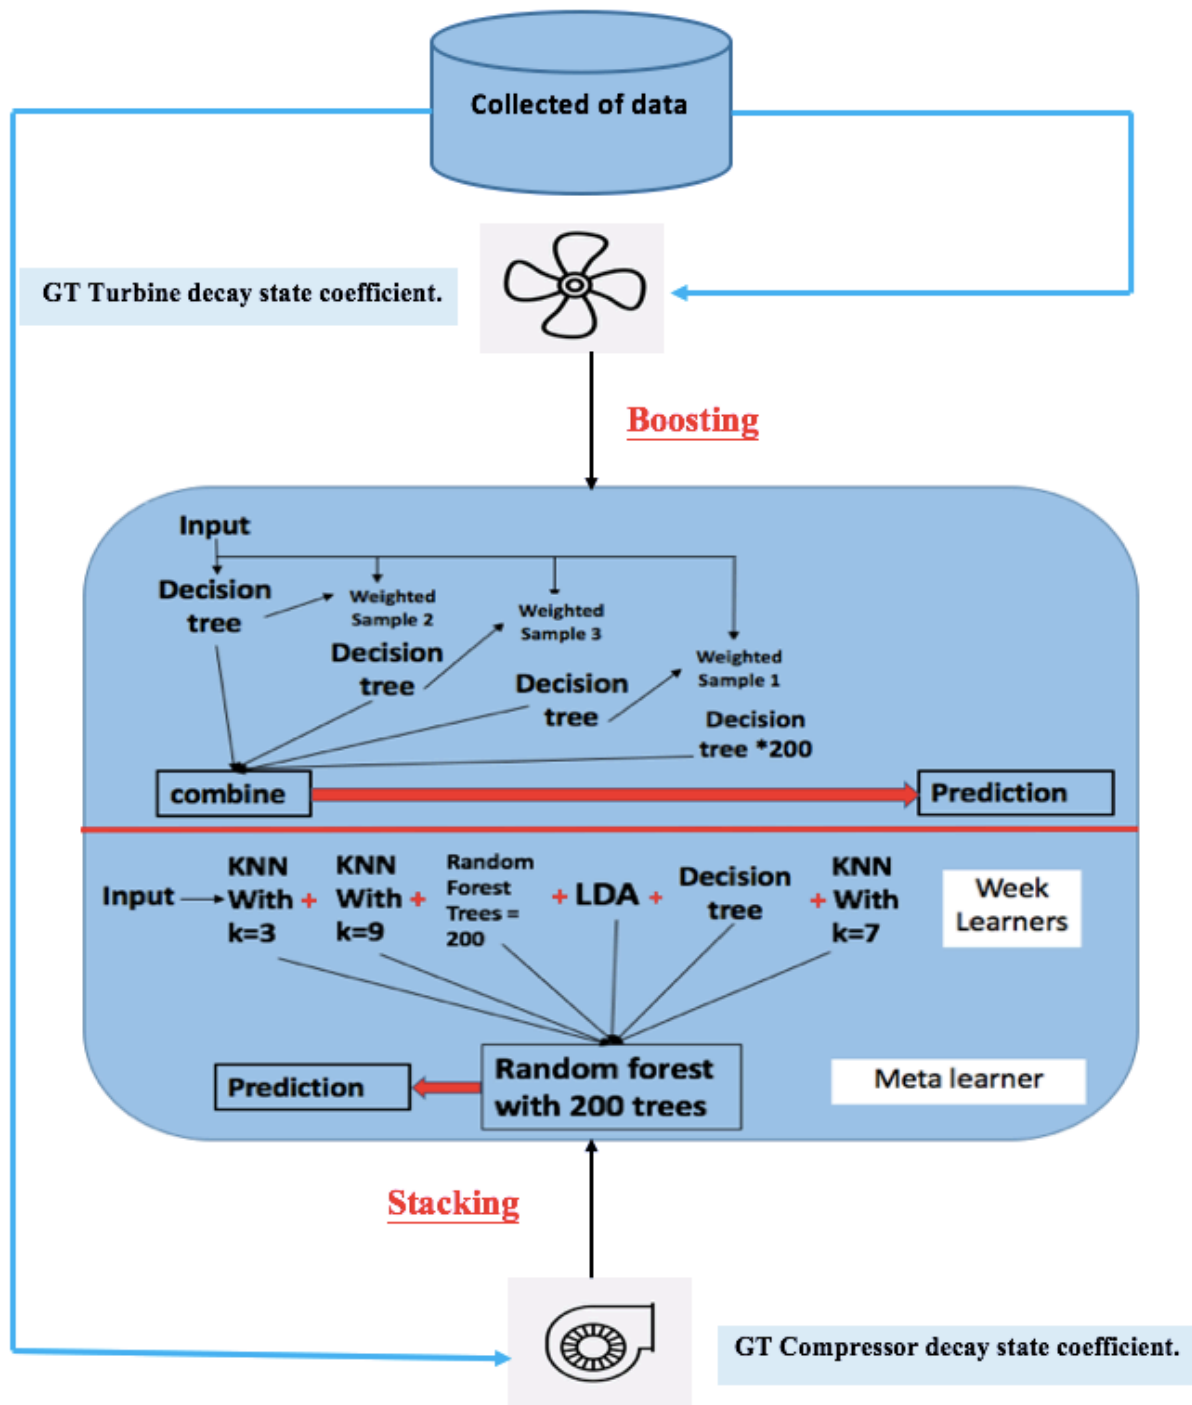 Collected of data
GT Turbine decay state coefficient.
Boosting
Input
Decision
tree
Weighted
Sample 2
Decision
tree
Weighted
Sample 3
Decision
tree
Weighted
Sample 1
Decision
tree *200
combine
Prediction
Input
KNN
With
k=3
+
KNN
With
k=9
+
Random
Forest
Trees =
200
+
LDA
+
Decision
tree
+
KNN
With
k=7
Week
Learners
Prediction
Random forest
with 200 trees
Meta learner
Stacking
GT Compressor decay state coefficient.